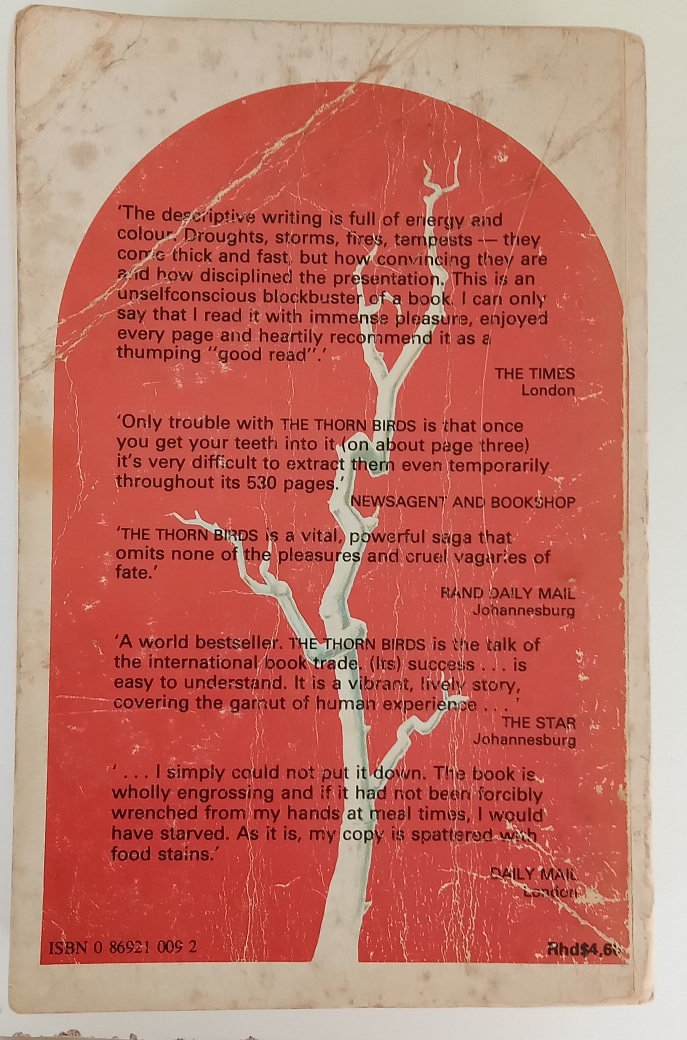 ‘The descriptive writing is full of energy and
colour. Droughts, storms, fires, tempests — they
come thick and fast, but how convincing they are
and how disciplined the presentation. This is an
unselfconscious blockbuster of a book. I can only
say that I read it with immense pleasure, enjoyed
every page and heartily recommend it as a
thumping “good read”.’
THE TIMES
London
‘Only trouble with THE THORN BIRDS is that once
you get your teeth into it (on about page three)
it’s very difficult to extract them even temporarily
throughout its 530 pages.’
NEWSAGENT AND BOOKSHOP
‘THE THORN BIRDS is a vital, powerful saga that
omits none of the pleasures and cruel vagaries of
fate.’
RAND DAILY MAIL
Johannesburg
‘A world bestseller. THE THORN BIRDS is the talk of
the international book trade. (Its) success . . . is
easy to understand. It is a vibrant, lively story,
covering the gamut of human experience . . . ’
THE STAR
Johannesburg
‘ . . . I simply could not put it down. The book is
wholly engrossing and if it had not been forcibly
wrenched from my hands at meal times, I would
have starved. As it is, my copy is spattered with
food stains.’
DAILY MAIL
London
ISBN 0 86921 009 2